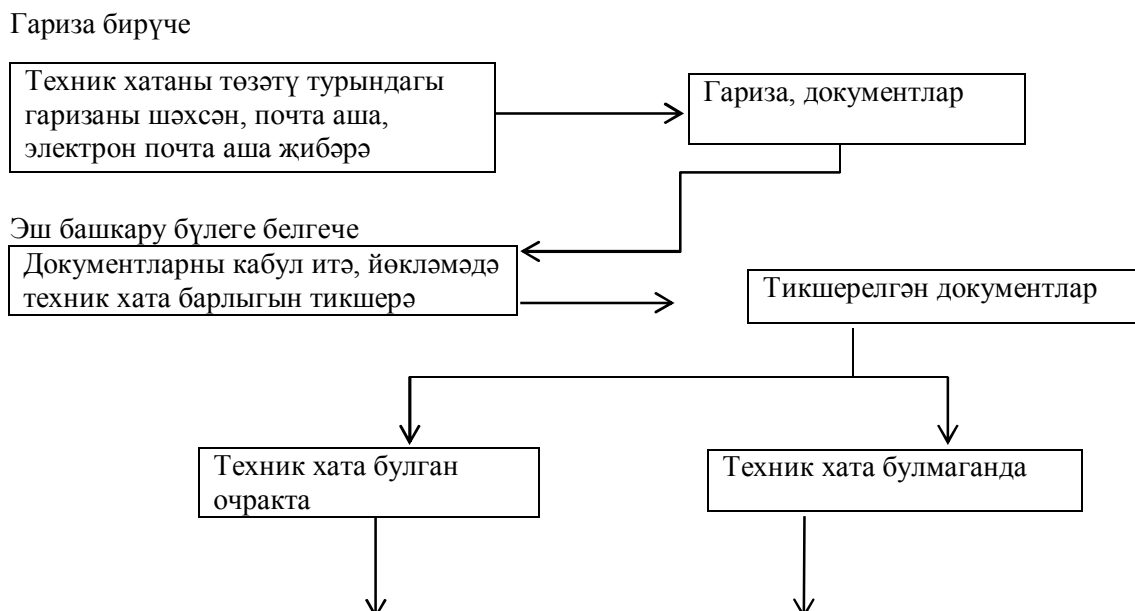 Гариза бирүче
Техник хатаны төзәтү турындагы
гаризаны шәхсән, почта аша,
электрон почта аша җибәрә
Гариза, документлар
Эш башкару бүлеге белгече
Документларны кабул итә, йөкләмәдә
техник хата барлыгын тикшерә
Тикшерелгән документлар
Техник хата булган
очракта
Техник хата булмаганда